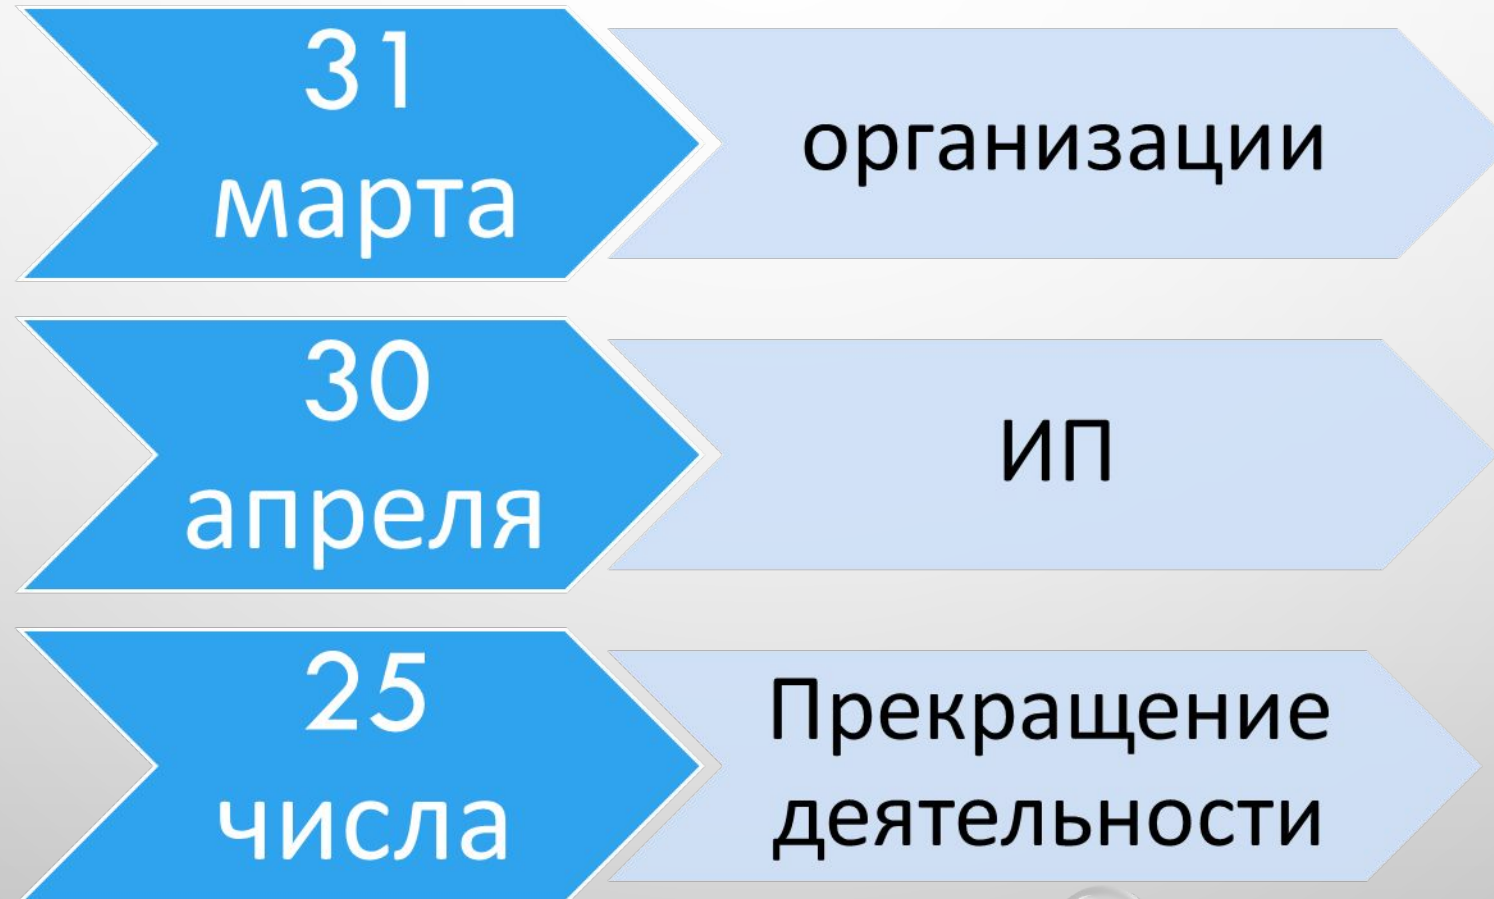 31
марта
организации
30
апреля
ИП
25
числа
Прекращение
деятельности